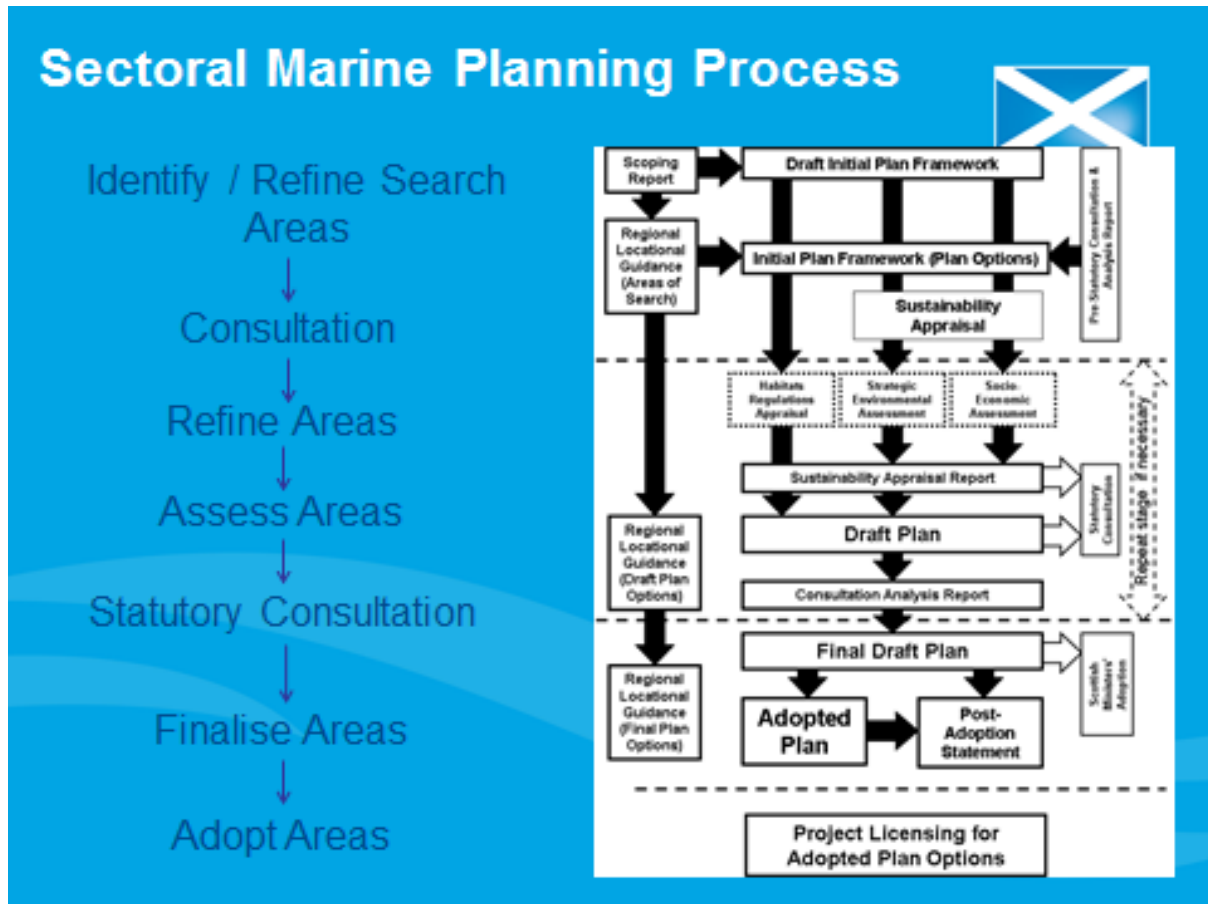 Sectoral Marine Planning Process
Identify / Refine Search
Areas
Consultation
Refine Areas
Assess Areas
Statutory Consultation
Finalise Areas
Adopt Areas
Scoping
Report
Draft Initial Plan Framework
Pre-Statutory Consultation &
Analysis Report
Regional
Locational
Guidance
(Areas of
Search)
Initial Plan Framework (Plan Options)
Sustainability
Appraisal
Habitats
Regulations
Appraisal
Strategic
Environmental
Assessment
Socio-
Economic
Assessment
Repeat stage if necessary
Sustainability Appraisal Report
Statutory
Consultation
Regional
Locational
Guidance
(Draft Plan
Options)
Draft Plan
Consultation Analysis Report
Final Draft Plan
Scottish
Ministers'
Adoption
Regional
Locational
Guidance
(Final Plan
Options)
Adopted
Plan
Post-
Adoption
Statement
Project Licensing for
Adopted Plan Options